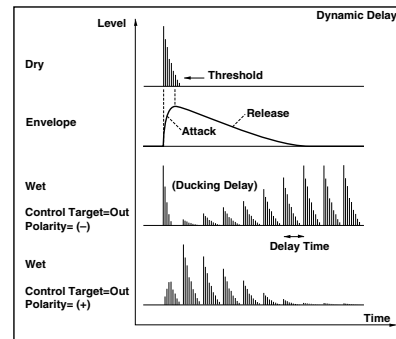 Dynamic Delay
Level
Dry
Threshold
Envelope
Release
Attack
Wet
(Ducking Delay)
Control Target=Out
Polarity= (–)
Delay Time
Wet
Control Target=Out
Polarity= (+)
Time